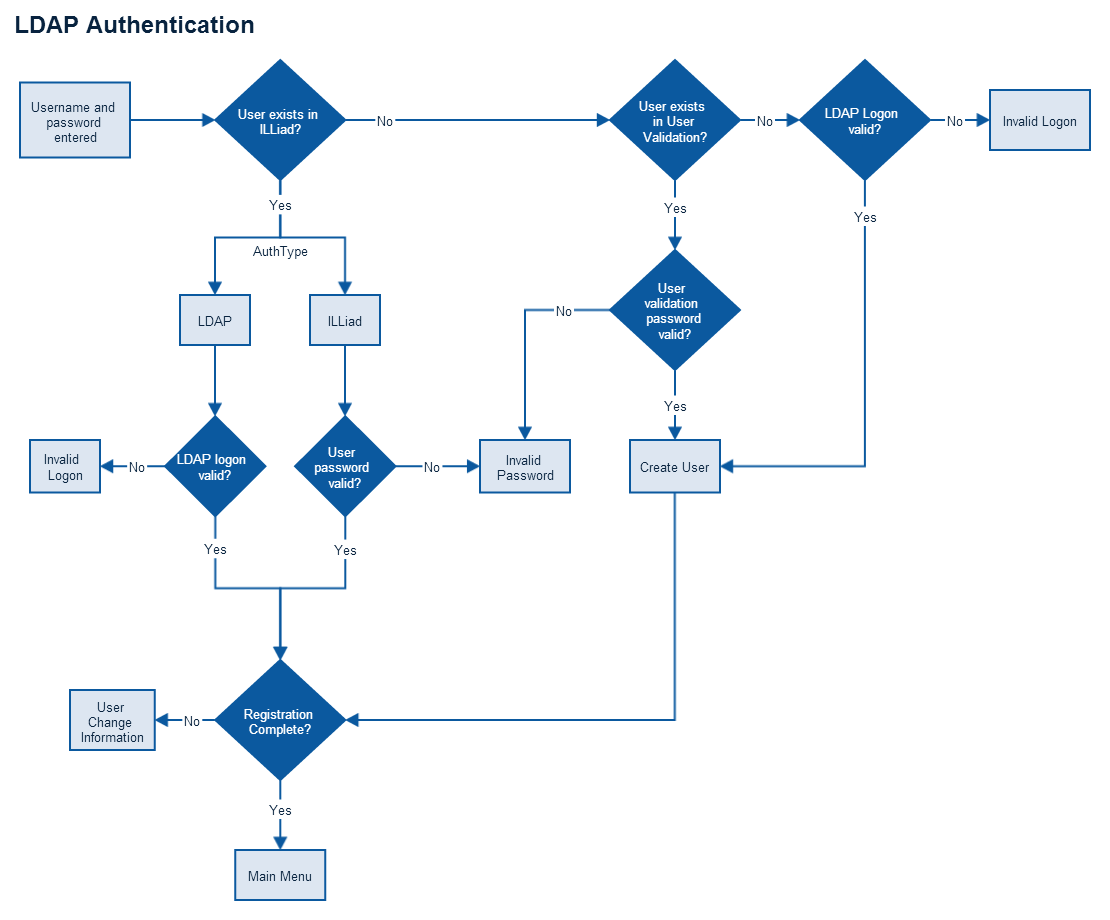 LDAP Authentication
Username and
password
entered
User exists in
ILLiad?
No
User exists
in User
Validation?
No
LDAP Logon
valid?
No
Invalid Logon
Yes
Yes
Yes
AuthType
LDAP
ILLiad
No
User
validation
password
valid?
Yes
Invalid
Logon
No
LDAP logon
valid?
User
password
valid?
No
Invalid
Password
Create User
Yes
Yes
User
Change
Information
No
Registration
Complete?
Yes
Main Menu